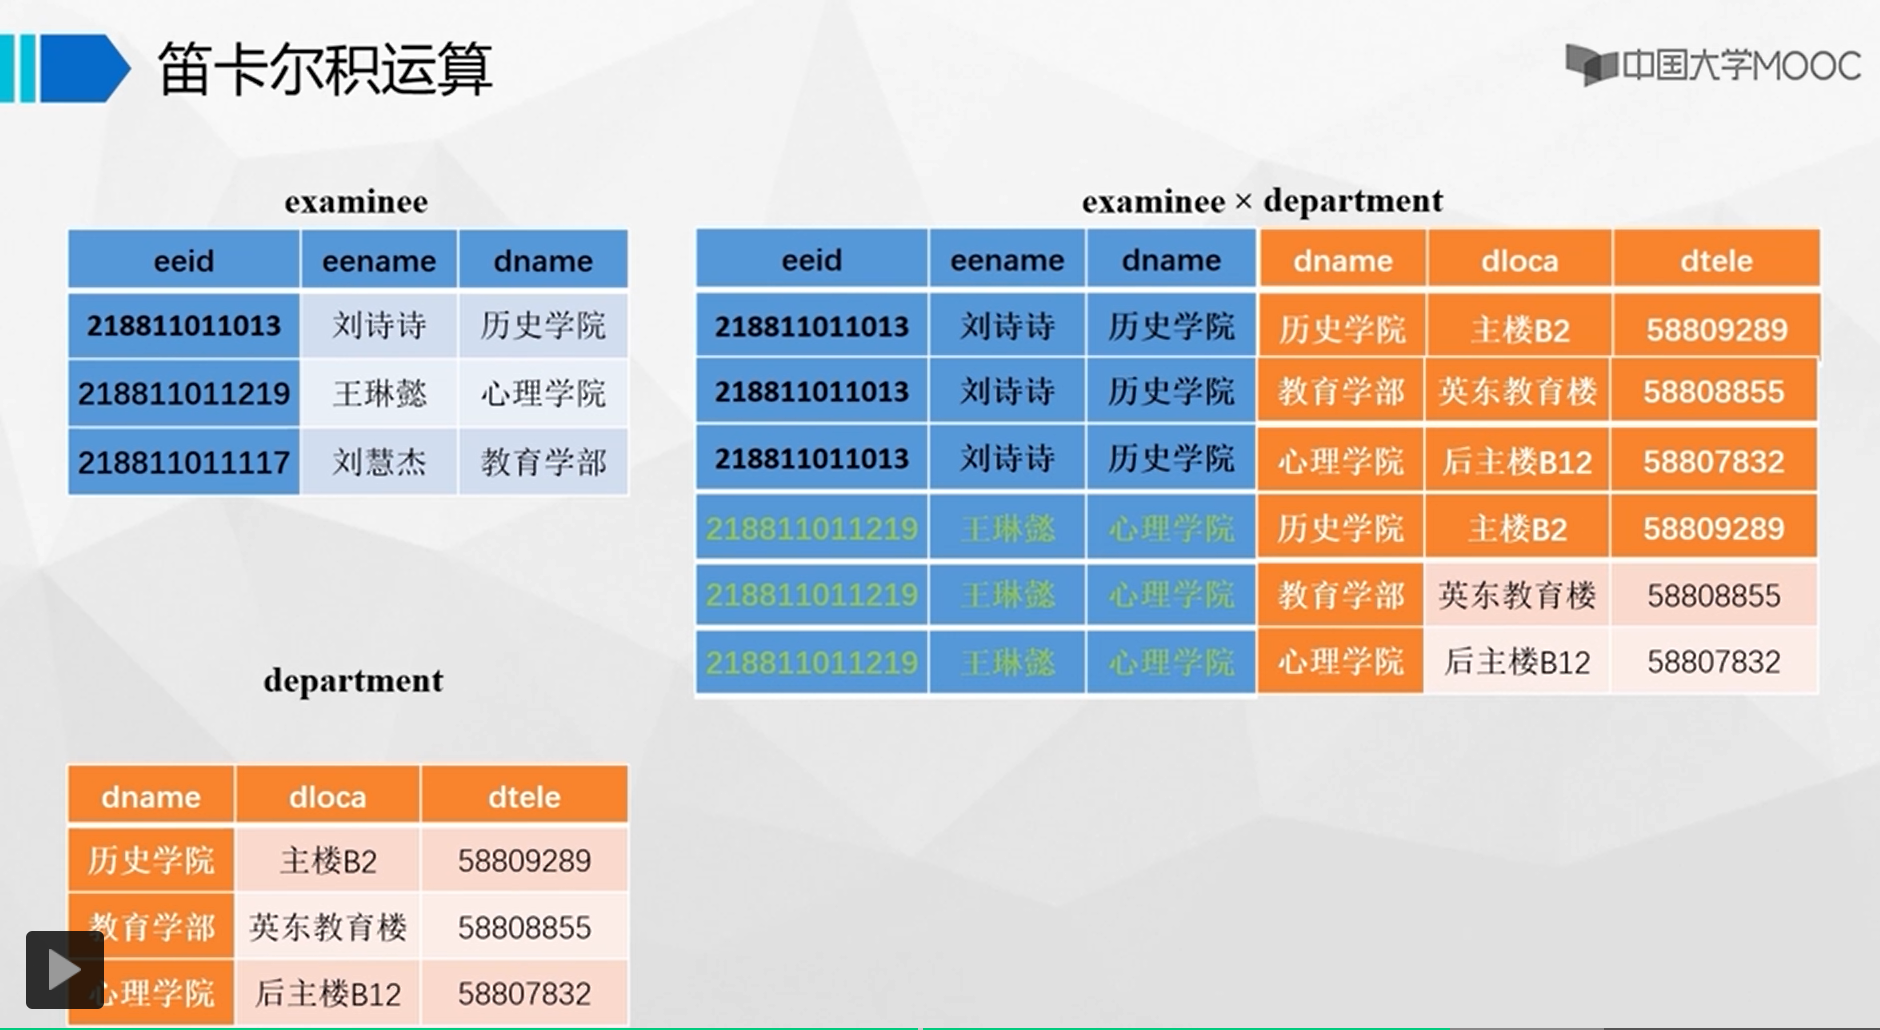 笛卡尔积运算
中国大学MOOC
examinee
eeid eename dname
218811011013 刘诗诗 历史学院
218811011219 王琳懿 心理学院
218811011117 刘慧杰 教育学部
examinee × department
eeid eename dname dname dloca dtele
218811011013 刘诗诗 历史学院 历史学院 主楼B2 58809289
218811011013 刘诗诗 历史学院 教育学部 英东教育楼 58808855
218811011013 刘诗诗 历史学院 心理学院 后主楼B12 58807832
218811011219 王琳懿 心理学院 历史学院 主楼B2 58809289
218811011219 王琳懿 心理学院 教育学部 英东教育楼 58808855
218811011219 王琳懿 心理学院 心理学院 后主楼B12 58807832
department
dname dloca dtele
历史学院 主楼B2 58809289
教育学部 英东教育楼 58808855
心理学院 后主楼B12 58807832